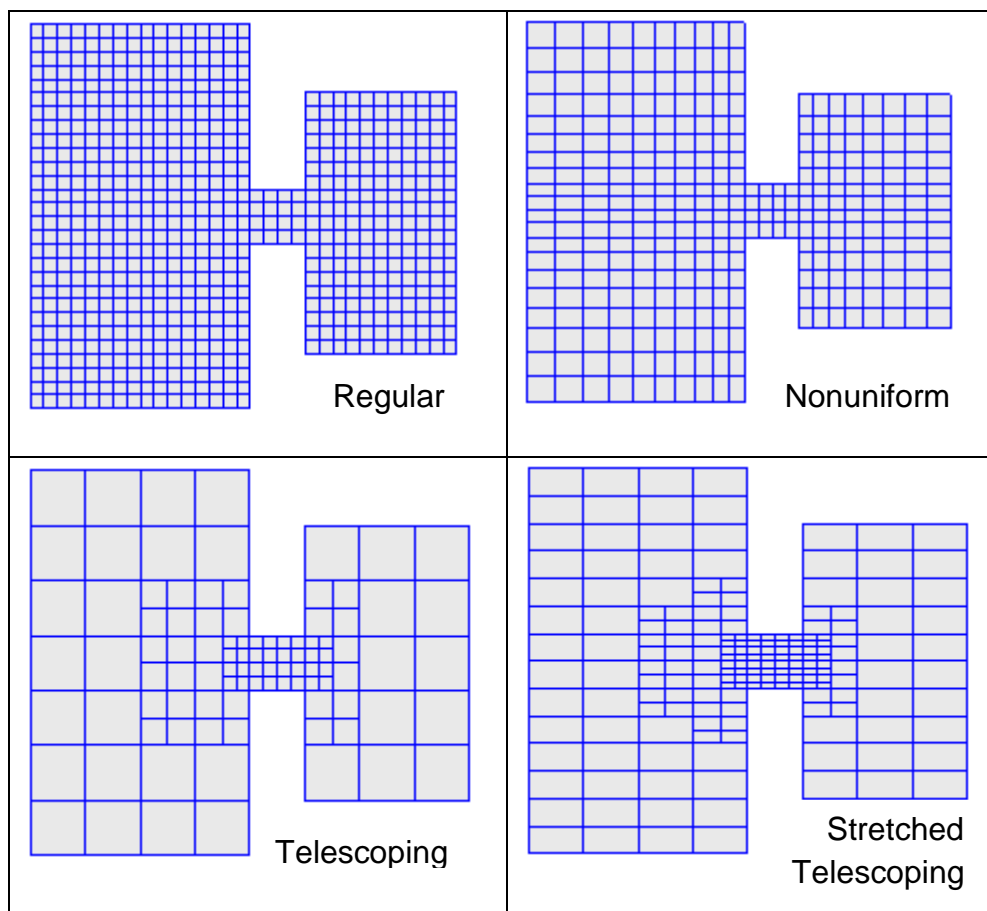 Regular
Nonuniform
Telescoping
Stretched
Telescoping